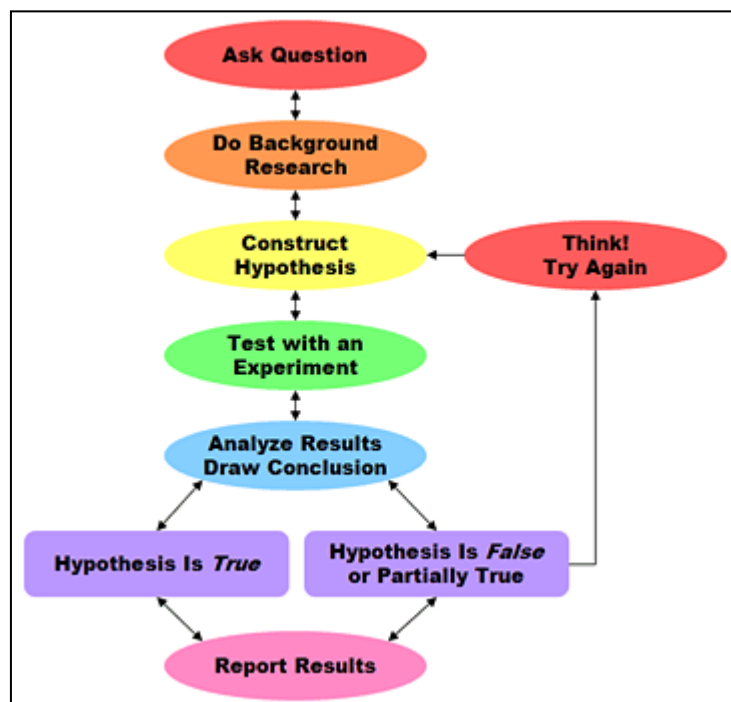 Ask Question
Do Background
Research
Construct
Hypothesis
Think!
Try Again
Test with an
Experiment
Analyze Results
Draw Conclusion
Hypothesis Is True
Hypothesis Is False
or Partially True
Report Results